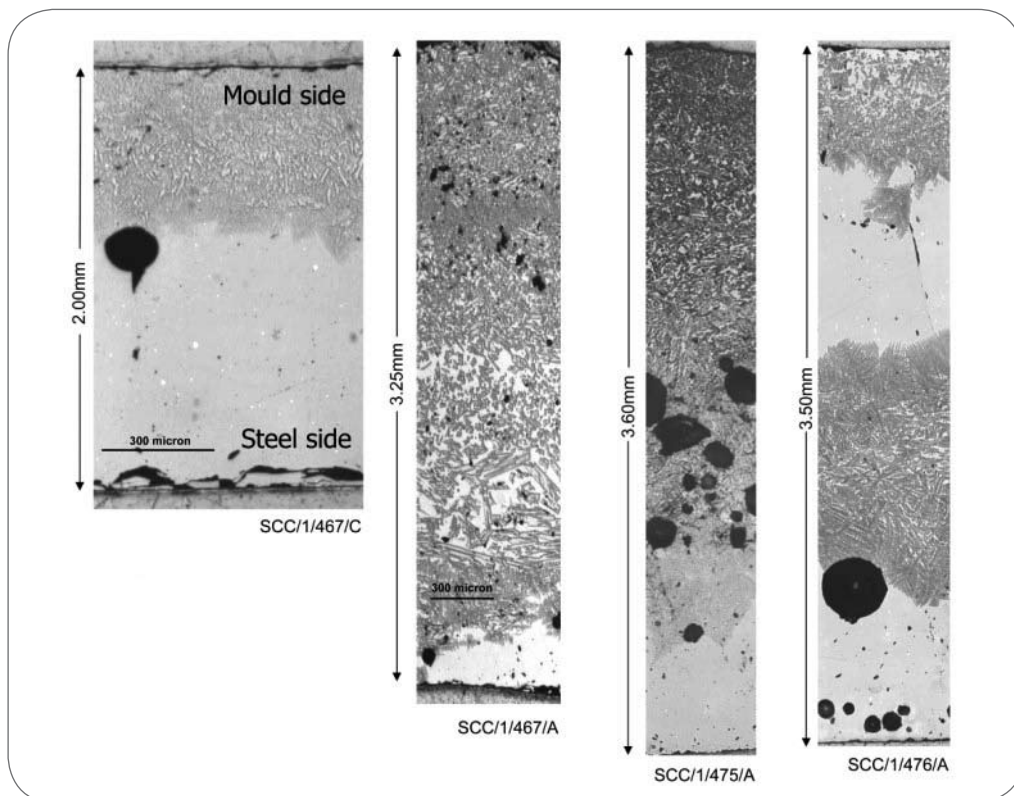 Mould side
2.00mm
Steel side
300 micron
SCC/1/467/C
3.25mm
300 micron
SCC/1/467/A
3.60mm
SCC/1/475/A
3.50mm
SCC/1/476/A